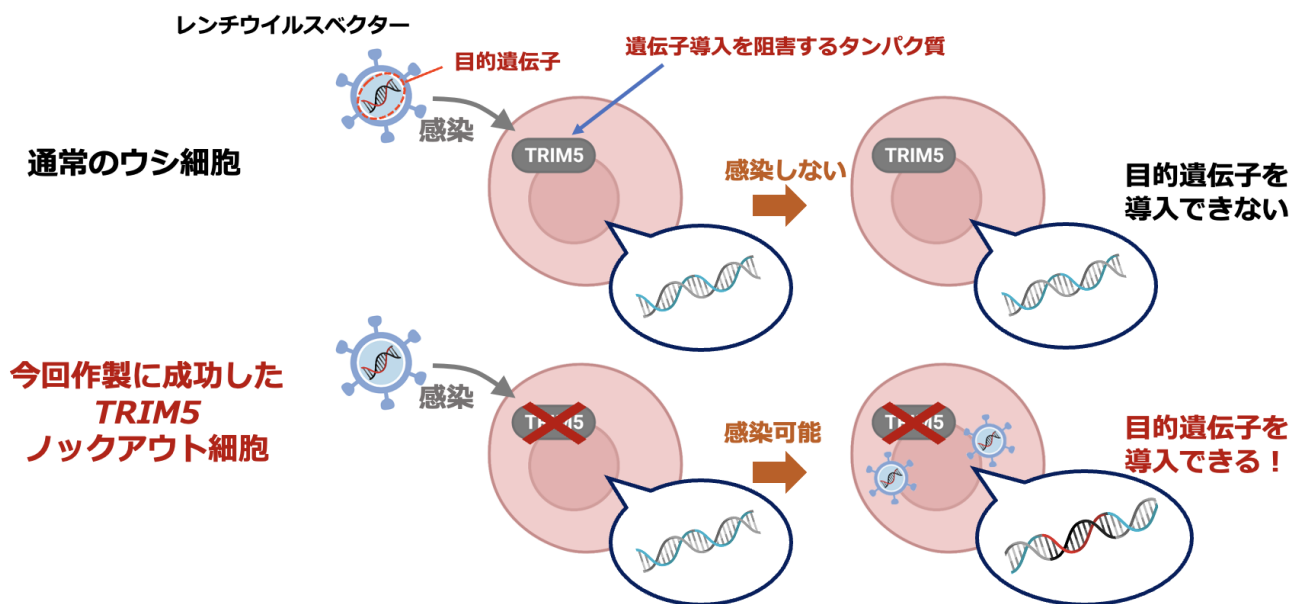 レンチウイルスベクター
目的遺伝子
遺伝子導入を阻害するタンパク質
感染
通常のウシ細胞
TRIM5
感染しない
TRIM5
目的遺伝子を
導入できない
今回作製に成功した
TRIM5
ノックアウト細胞
感染
TRIM5
感染可能
TRIM5
目的遺伝子を
導入できる！